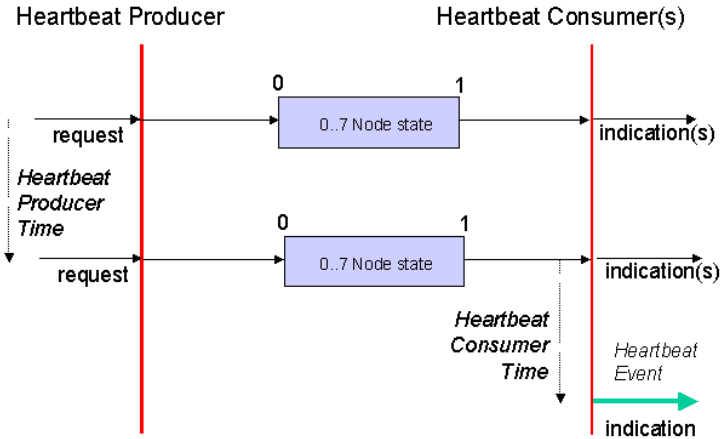 Heartbeat Producer
Heartbeat Consumer(s)
0
1
0..7 Node state
request
indication(s)
Heartbeat
Producer
Time
0
1
0..7 Node state
request
indication(s)
Heartbeat
Consumer
Time
Heartbeat
Event
indication